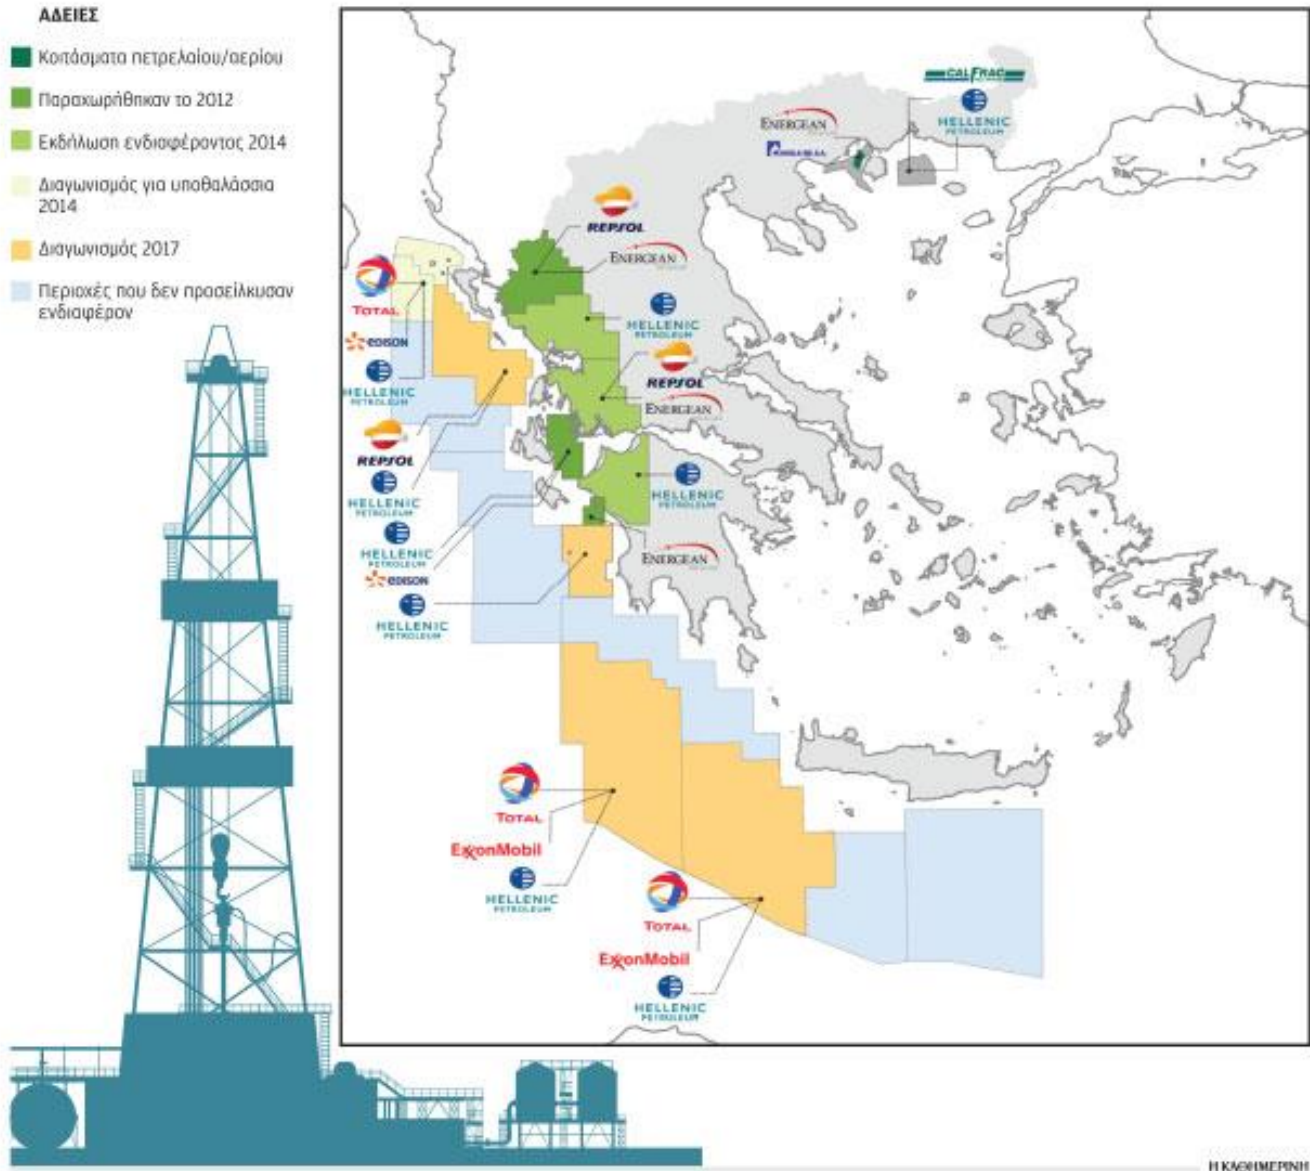 ΑΔΕΙΕΣ
Κοιτάσματα πετρελαίου/αερίου
Παραχωρήθηκαν το 2012
Εκδήλωση ενδιαφέροντος 2014
Διαγωνισμός για υποθαλάσσια
2014
Διαγωνισμός 2017
Περιοχές που δεν προσείλκυσαν
ενδιαφέρον
CALFRAC
HELLENIC
PETROLEUM
ENERGEAN
REPSOL
ENERGEAN
HELLENIC
PETROLEUM
REPSOL
ENERGEAN
HELLENIC
PETROLEUM
ENERGEAN
TOTAL
EDISON
HELLENIC
PETROLEUM
REPSOL
HELLENIC
PETROLEUM
HELLENIC
PETROLEUM
EDISON
HELLENIC
PETROLEUM
TOTAL
ExxonMobil
HELLENIC
PETROLEUM
TOTAL
ExxonMobil
HELLENIC
PETROLEUM
Η ΚΑΘΗΜΕΡΙΝΗ